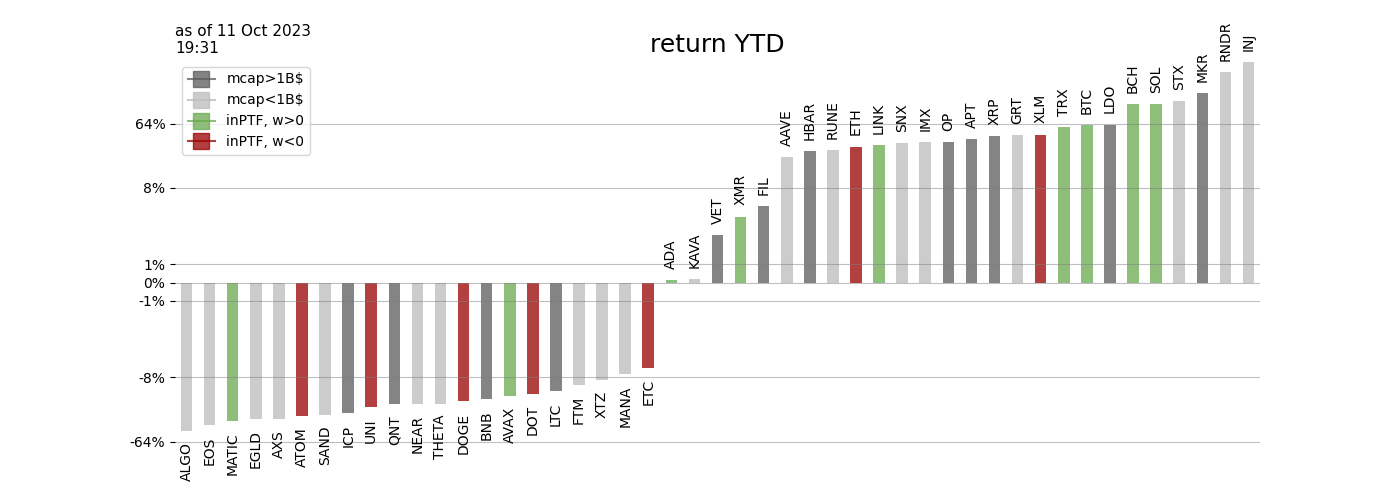 as of 11 Oct 2023
19:31
return YTD
mcap>1B$
mcap<1B$
inPTF, w>0
inPTF, w<0
64%
8%
1%
0%
-1%
-8%
-64%
ALGO
EOS
MATIC
EGLD
AXS
ATOM
SAND
ICP
UNI
QNT
NEAR
THETA
DOGE
BNB
AVAX
DOT
LTC
FTM
XTZ
MANA
ETC
ADA
KAVA
VET
XMR
FIL
AAVE
HBAR
RUNE
ETH
LINK
SNX
IMX
OP
APT
XRP
GRT
XLM
TRX
BTC
LDO
BCH
SOL
STX
MKR
RNDR
INJ